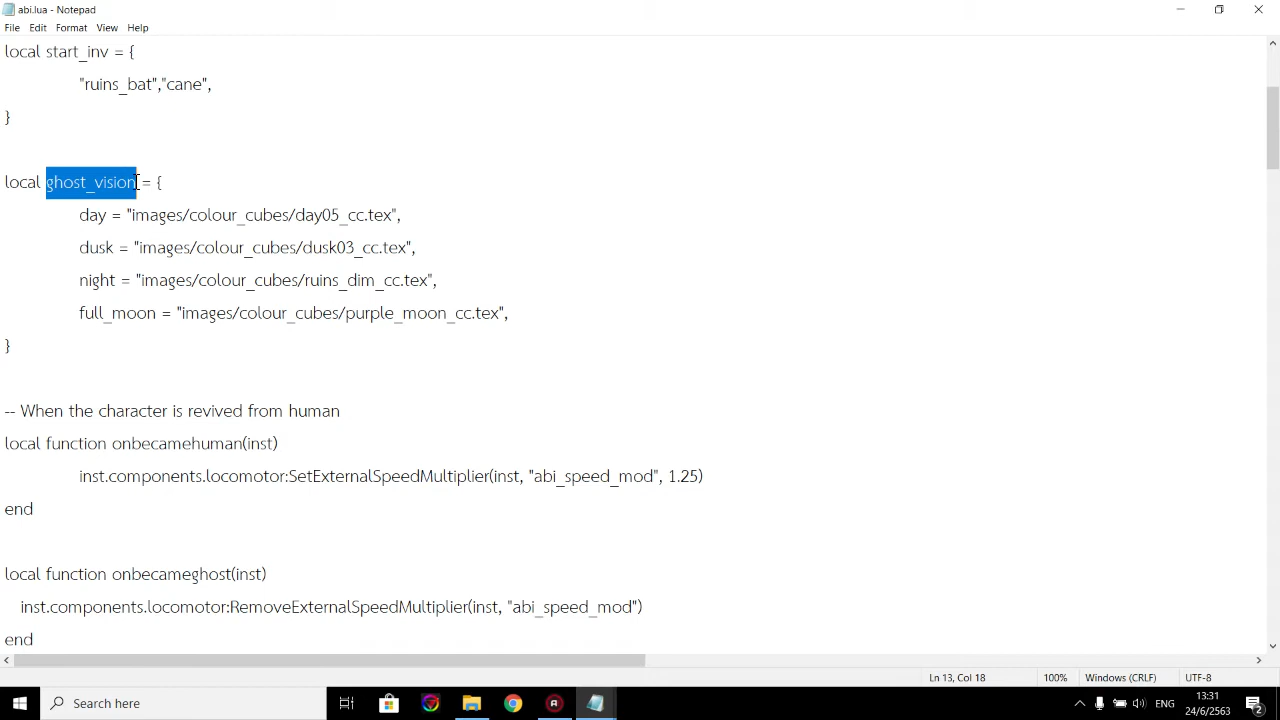 abi.lua - Notepad
File Edit Format View Help
local start_inv = {
"ruins_bat","cane",
}
local ghost_vision = {
day = "images/colour_cubes/day05_cc.tex",
dusk = "images/colour_cubes/dusk03_cc.tex",
night = "images/colour_cubes/ruins_dim_cc.tex",
full_moon = "images/colour_cubes/purple_moon_cc.tex",
}
-- When the character is revived from human
local function onbecamehuman(inst)
inst.components.locomotor:SetExternalSpeedMultiplier(inst, "abi_speed_mod", 1.25)
end
local function onbecameghost(inst)
inst.components.locomotor:RemoveExternalSpeedMultiplier(inst, "abi_speed_mod")
end
Ln 13, Col 18 100% Windows (CRLF) UTF-8
Search here ENG 13:31
24/6/2563 2